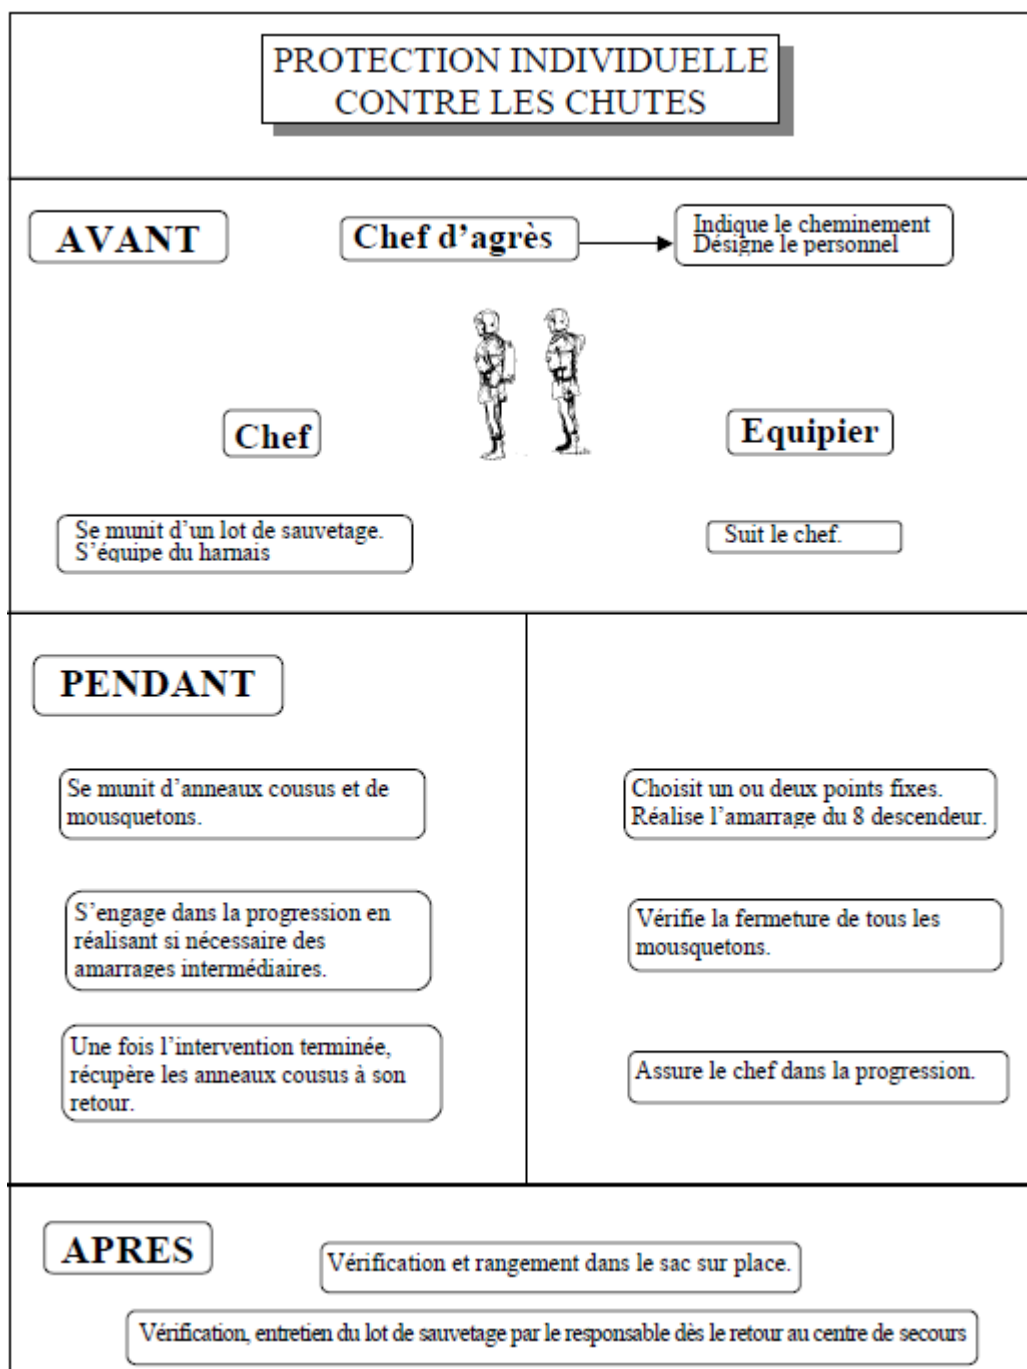 PROTECTION INDIVIDUELLE
CONTRE LES CHUTES
AVANT
Chef d'agrès
Indique le cheminement
Désigne le personnel
Chef
Equipier
Se munit d'un lot de sauvetage.
S'équipe du harnais
Suit le chef.
PENDANT
Se munit d'anneaux cousus et de
mousquetons.
S'engage dans la progression en
réalisant si nécessaire des
amarrages intermédiaires.
Une fois l'intervention terminée,
récupère les anneaux cousus à son
retour.
Choisit un ou deux points fixes.
Réalise l'amarrage du 8 descendeur.
Vérifie la fermeture de tous les
mousquetons.
Assure le chef dans la progression.
APRES
Vérification et rangement dans le sac sur place.
Vérification, entretien du lot de sauvetage par le responsable dès le retour au centre de secours